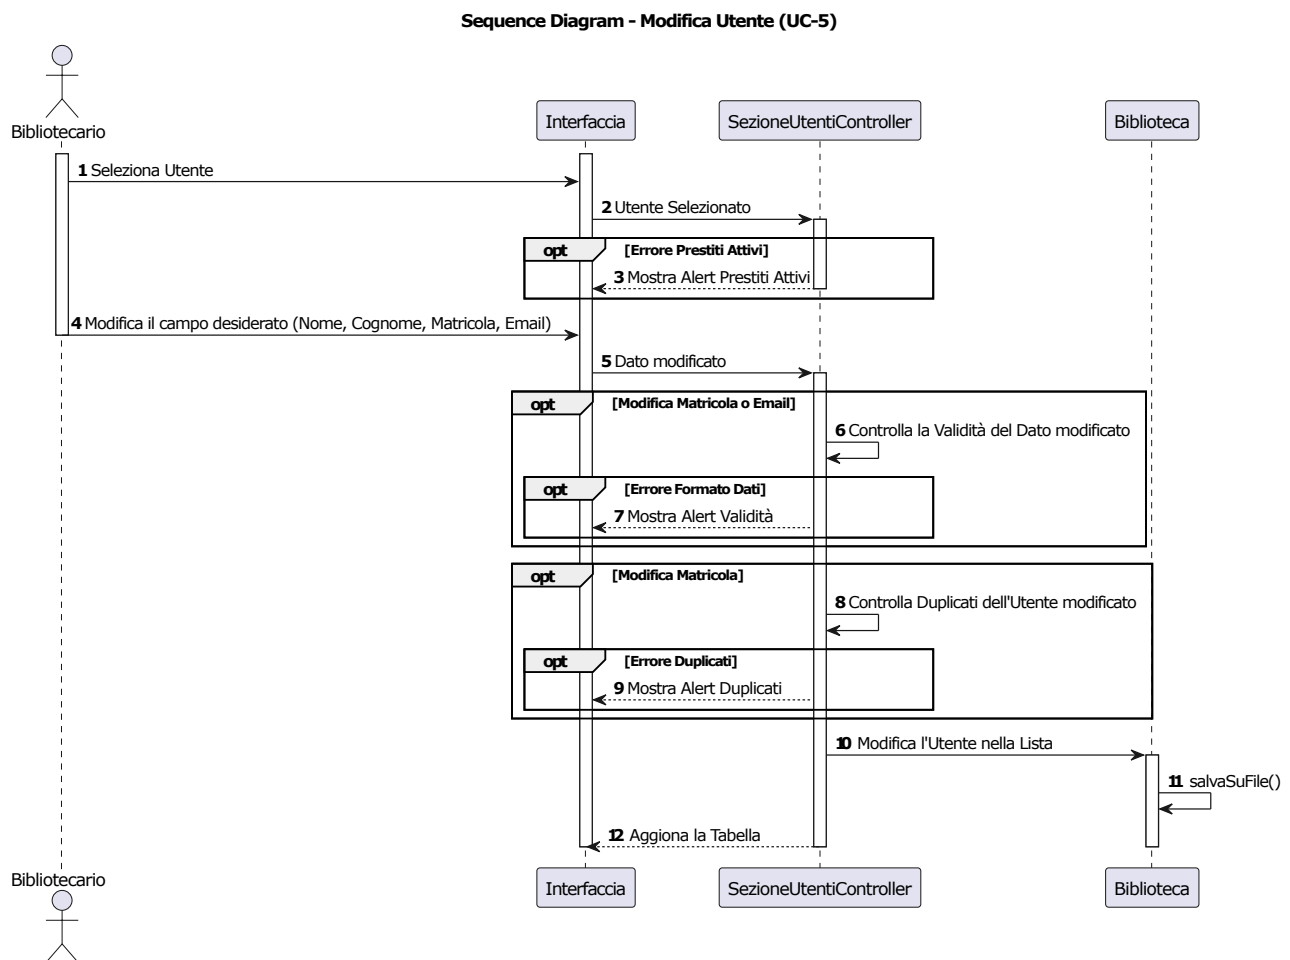 Sequence Diagram - Modifica Utente (UC-5)
Bibliotecario
Interfaccia
SezioneUtentiController
Biblioteca
1 Seleziona Utente
2 Utente Selezionato
opt [Errore Prestiti Attivi]
3 Mostra Alert Prestiti Attivi
4 Modifica il campo desiderato (Nome, Cognome, Matricola, Email)
5 Dato modificato
opt [Modifica Matricola o Email]
6 Controlla la Validità del Dato modificato
opt [Errore Formato Dati]
7 Mostra Alert Validità
opt [Modifica Matricola]
8 Controlla Duplicati dell'Utente modificato
opt [Errore Duplicati]
9 Mostra Alert Duplicati
10 Modifica l'Utente nella Lista
11 salvaSuFile()
12 Aggiona la Tabella
Bibliotecario
Interfaccia
SezioneUtentiController
Biblioteca